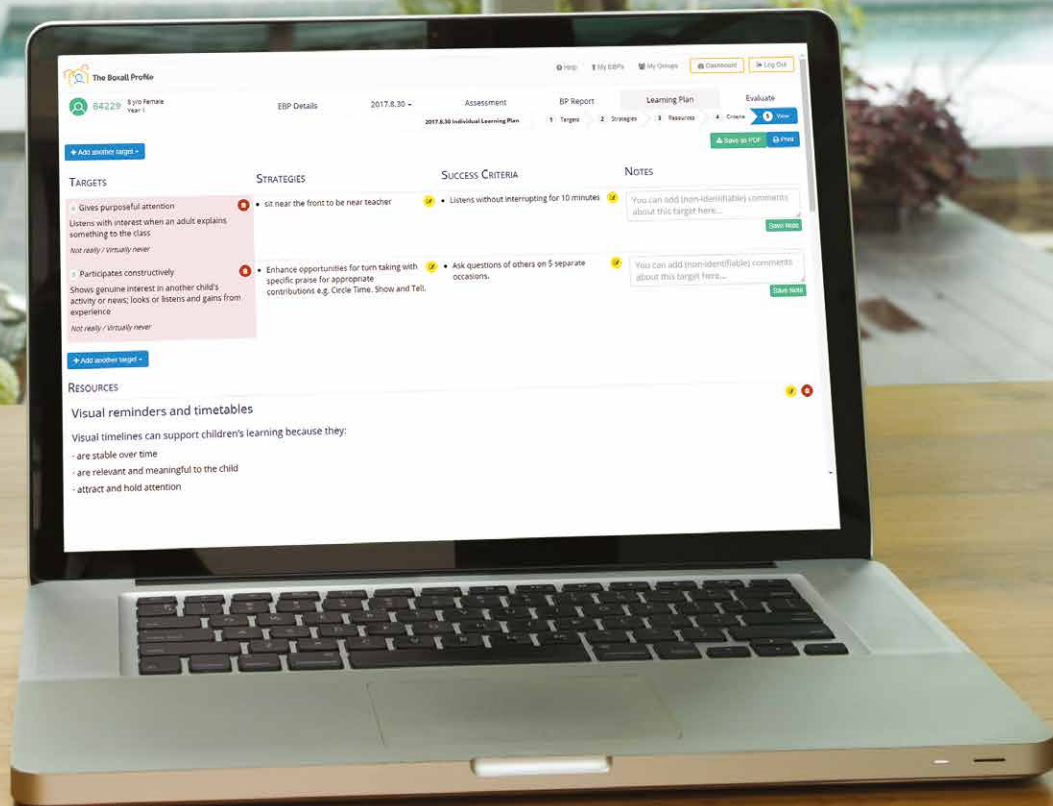 The Boxall Profile
Help My EBPs My Groups Dashboard Log Out
84229 8 y/o Female
Year 1
EBP Details 2017.8.30 Assessment BP Report Learning Plan Evaluate
2017.8.30 Individual Learning Plan 1 Targets 2 Strategies 3 Resources 4 Criteria 5 View
+ Add another target
Save as PDF Print
TARGETS STRATEGIES SUCCESS CRITERIA NOTES
Gives purposeful attention
Listens with interest when an adult explains
something to the class
Not really / Virtually never
• sit near the front to be near teacher
• Listens without interrupting for 10 minutes
You can add (non-identifiable) comments
about this target here...
Save Note
Participates constructively
Shows genuine interest in another child's
activity or news; looks or listens and gains from
experience
Not really / Virtually never
• Enhance opportunities for turn taking with
specific praise for appropriate
contributions e.g. Circle Time. Show and Tell.
• Ask questions of others on 5 separate
occasions.
You can add (non-identifiable) comments
about this target here...
Save Note
+ Add another target
RESOURCES
Visual reminders and timetables
Visual timelines can support children's learning because they:
- are stable over time
- are relevant and meaningful to the child
- attract and hold attention